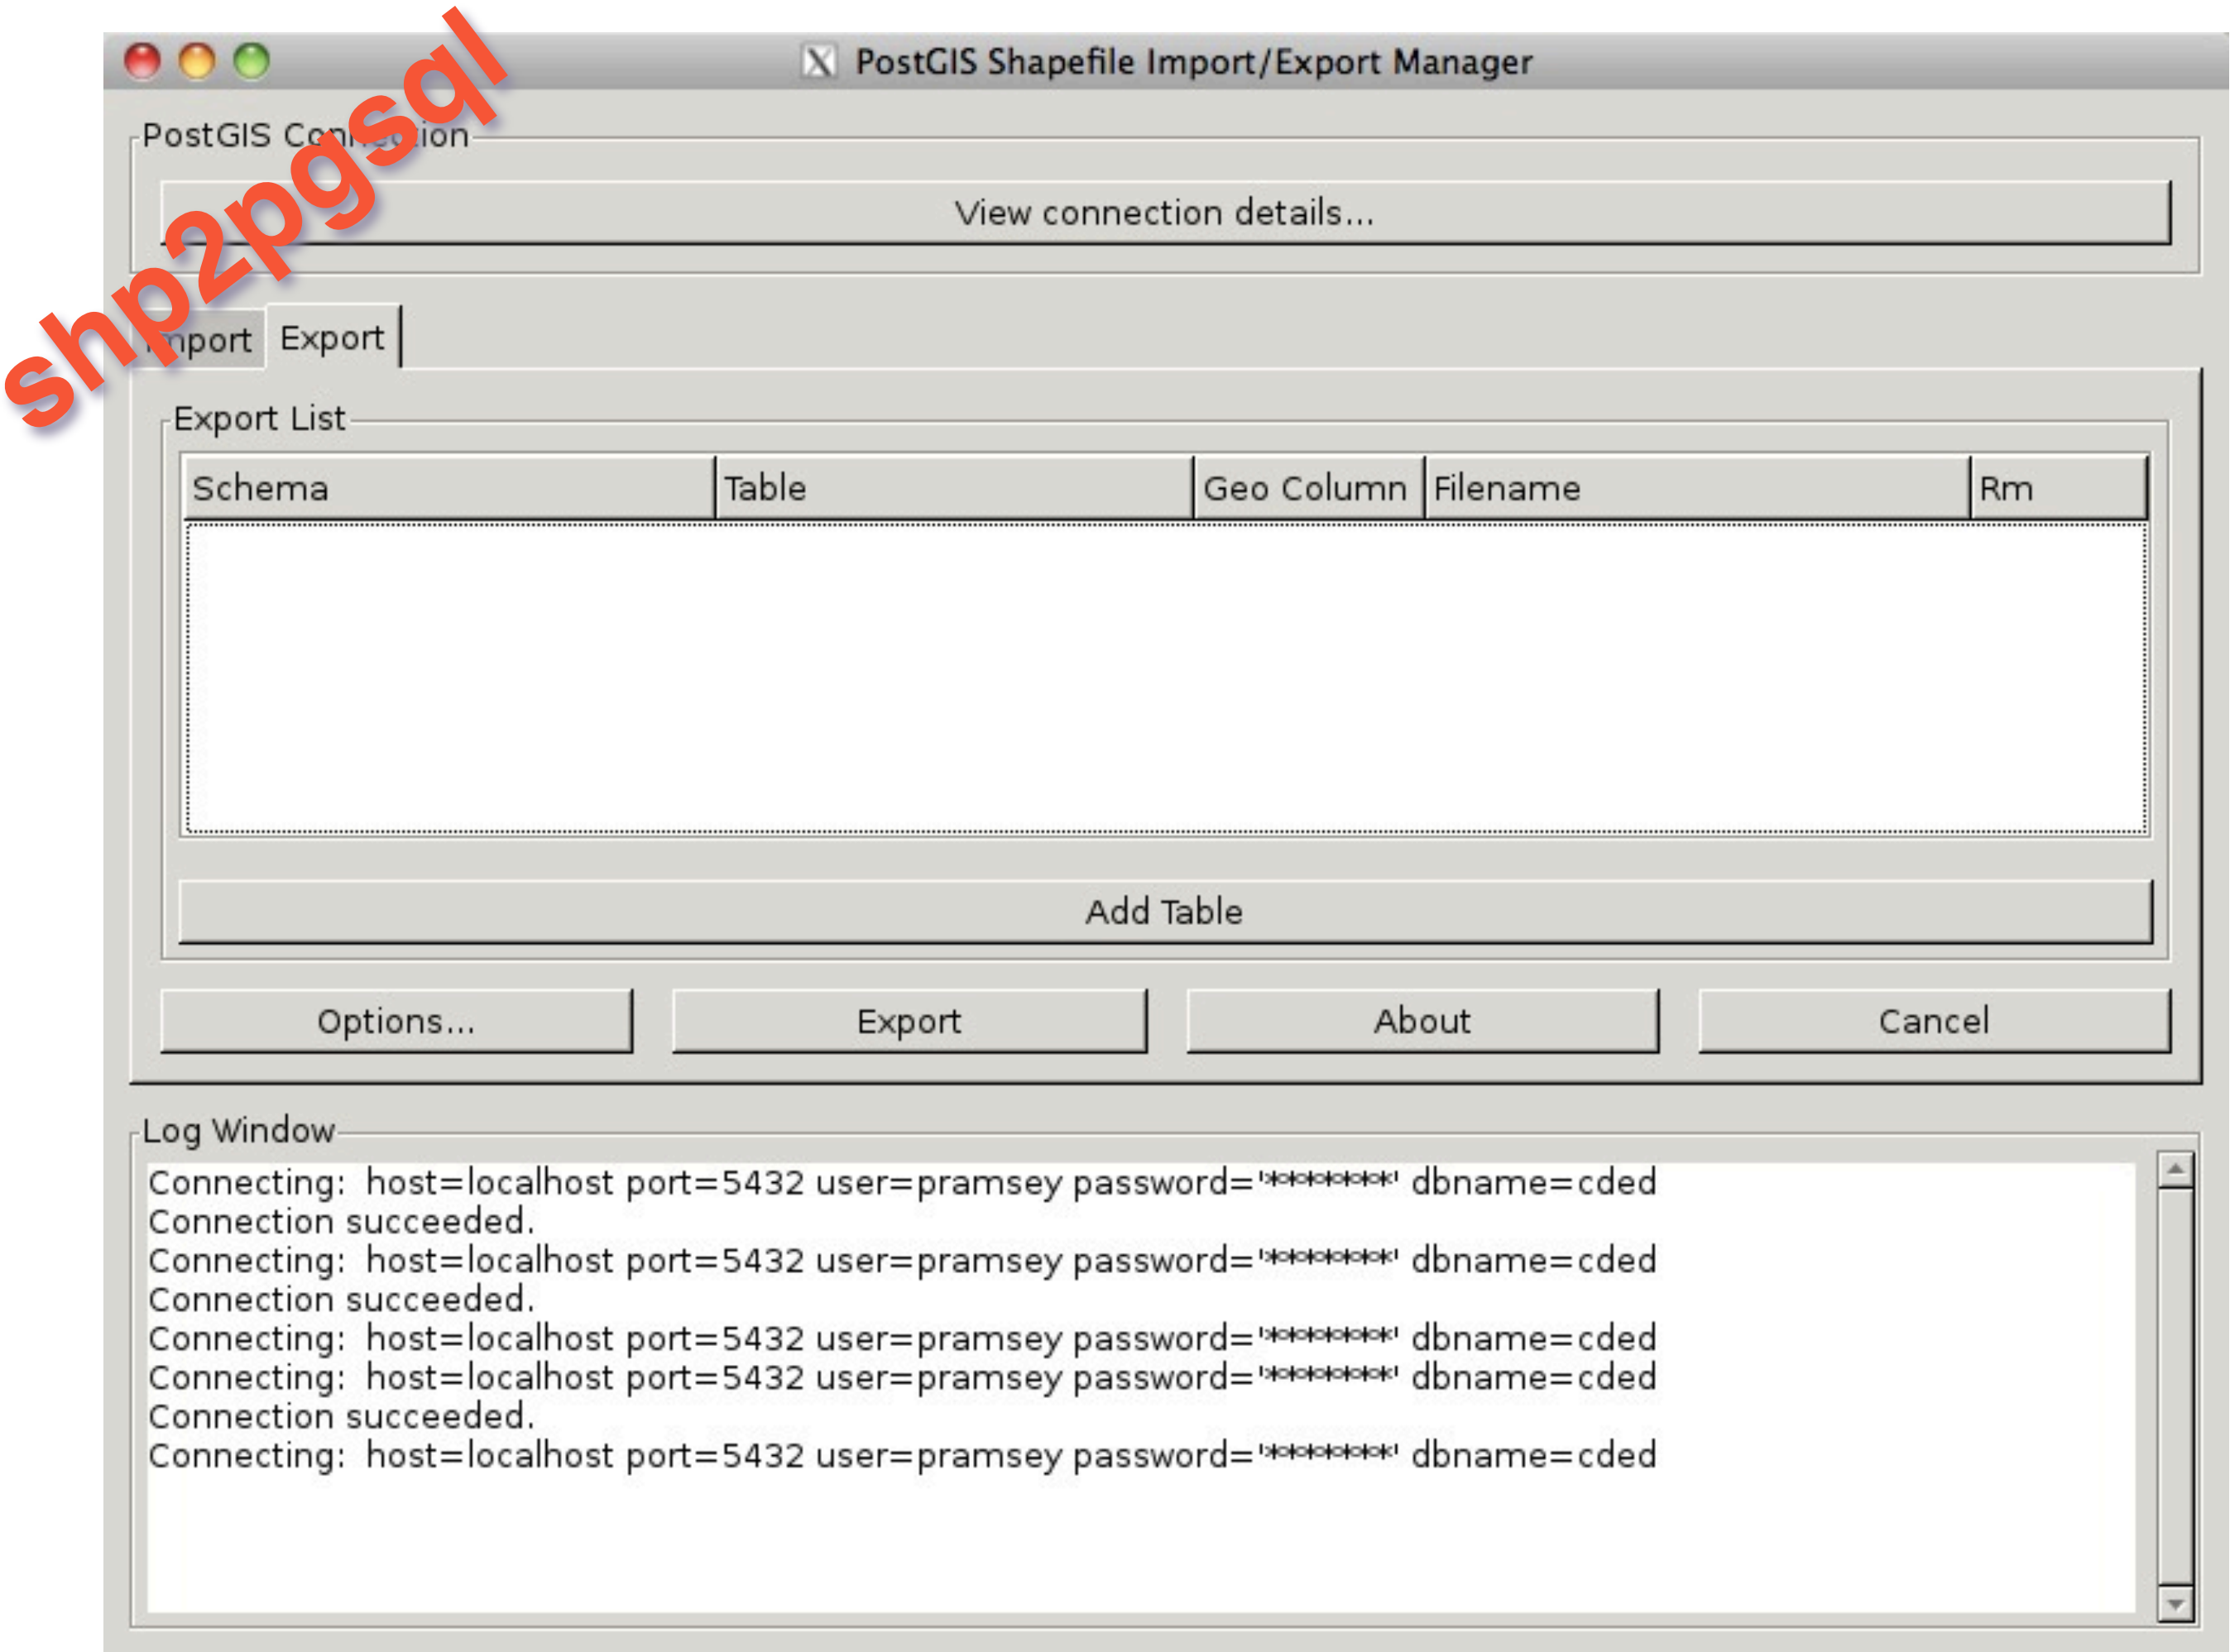 PostGIS Shapefile Import/Export Manager
shp2pgsql
PostGIS Connection
View connection details...
Import Export
Export List
Schema Table Geo Column Filename Rm
Add Table
Options... Export About Cancel
Log Window
Connecting: host=localhost port=5432 user=pramsey password='********' dbname=cded
Connection succeeded.
Connecting: host=localhost port=5432 user=pramsey password='********' dbname=cded
Connection succeeded.
Connecting: host=localhost port=5432 user=pramsey password='********' dbname=cded
Connecting: host=localhost port=5432 user=pramsey password='********' dbname=cded
Connection succeeded.
Connecting: host=localhost port=5432 user=pramsey password='********' dbname=cded